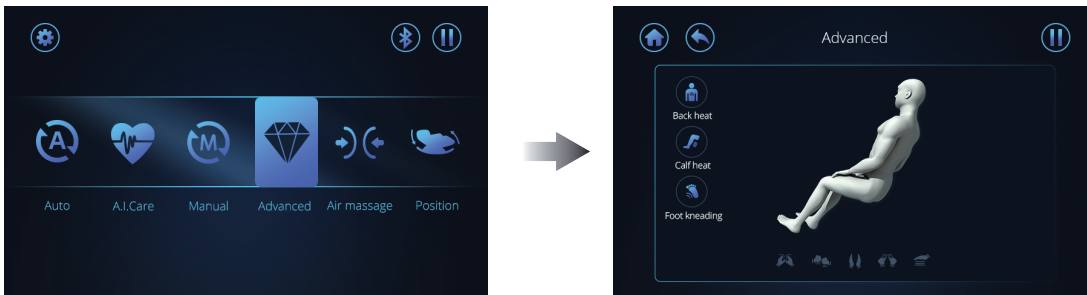 A
M
Auto
A.I.Care
Manual
Advanced
Air massage
Position
Advanced
Back heat
Calf heat
Foot kneading